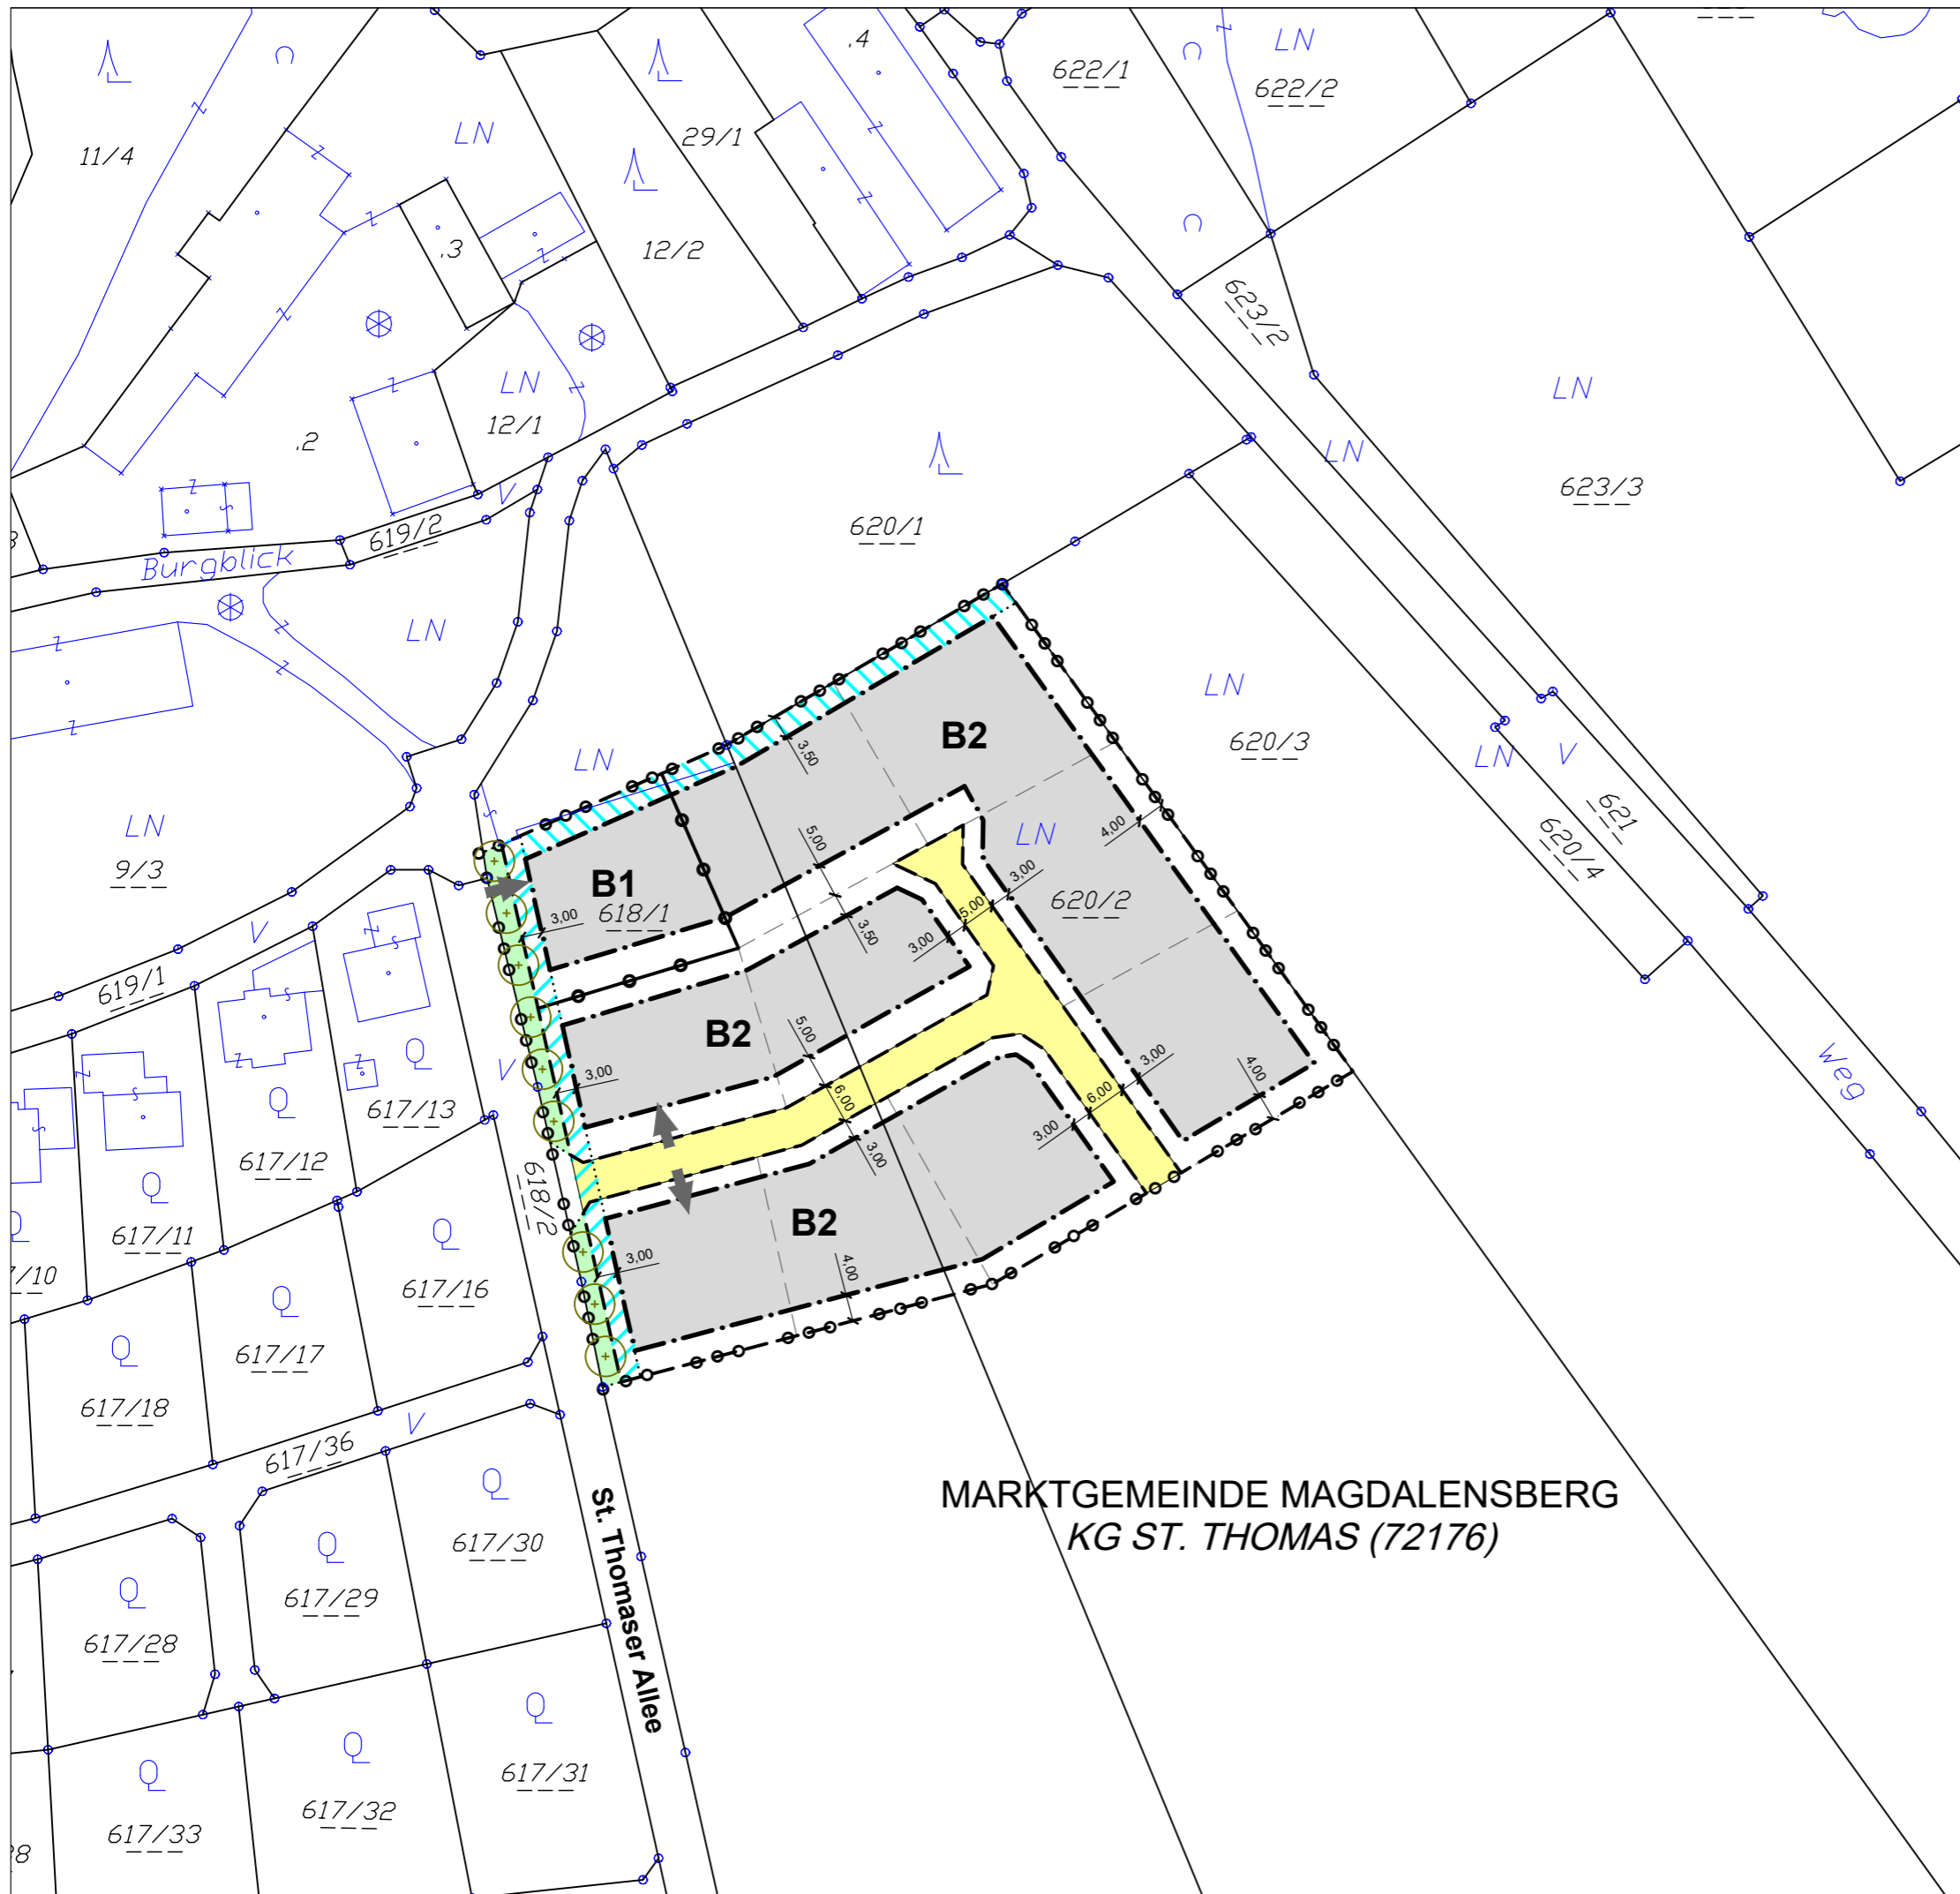 .4
LN
622/1
622/2
LN
29/1
11/4
12/2
.3
623/2
LN
LN
12/1
.2
V
LN
623/3
619/2
620/1
Burgblick
LN
LN
B2
3,50
620/3
LN
LN
V
621
LN
5,00
LN
4,00
620/4
9/3
B1
618/1
3,00
3,00
620/2
5,00
3,50
3,00
V
619/1
B2
5,00
V
3,00
3,00
4,00
Weg
617/13
6,00
6,00
617/12
3,00
3,00
618/2
B2
617/11
3,00
4,00
/10
617/16
617/17
617/18
V
617/36
MARKTGEMEINDE MAGDALENSBERG
KG ST. THOMAS (72176)
617/30
St. Thomaser Allee
617/29
617/28
617/31
617/32
617/33